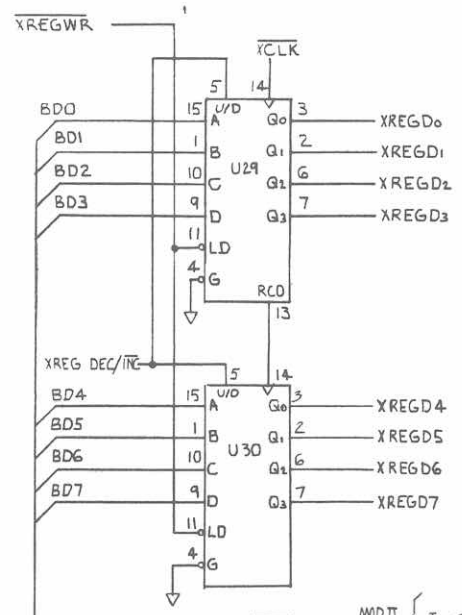 XREGWR
XCLK
5
14
U/D
BD0
15
A
Q0
3
XREGD0
BD1
1
B
Q1
2
XREGD1
U29
BD2
10
C
Q2
6
XREGD2
BD3
9
D
Q3
7
XREGD3
11
LD
4
G
RCO
13
XREG DEC/INC
5
14
U/D
BD4
15
A
Q0
3
XREGD4
BD5
1
B
Q1
2
XREGD5
U30
BD6
10
C
Q2
6
XREGD6
BD7
9
D
Q3
7
XREGD7
11
LD
4
G